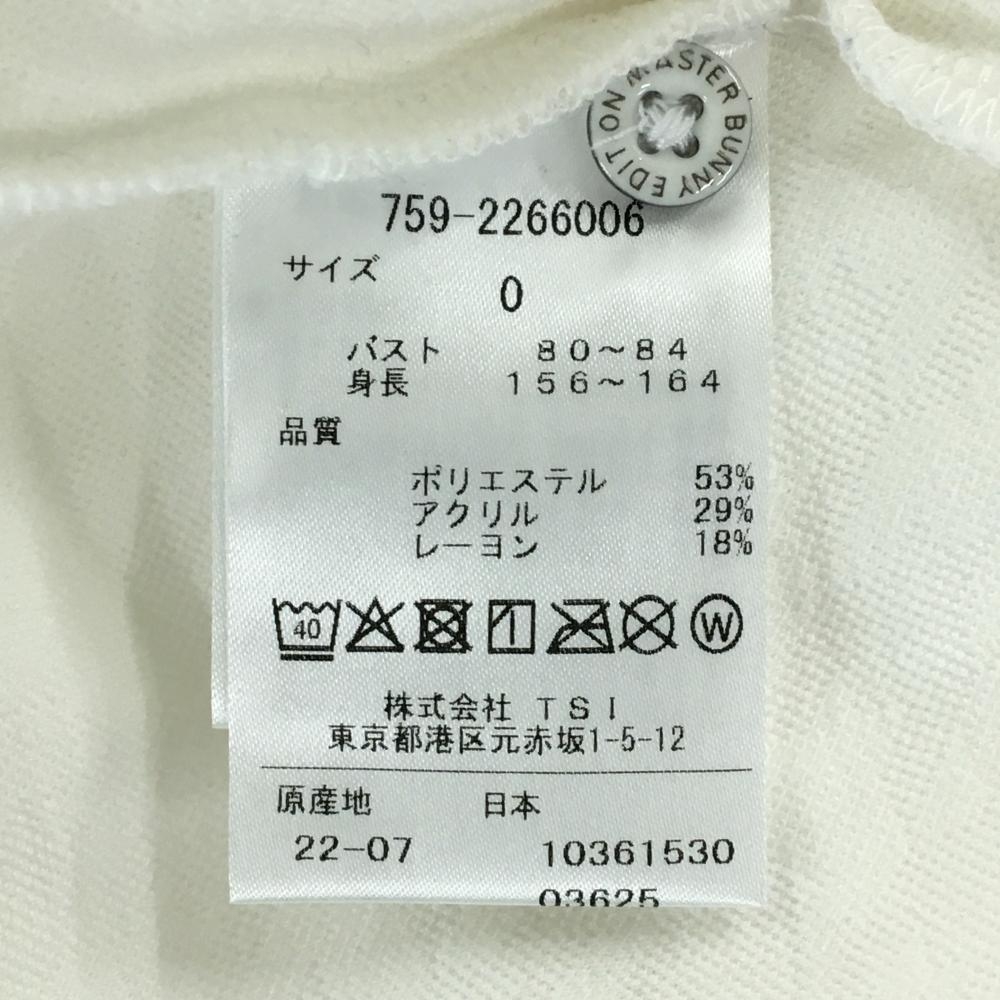 MASTER BUNNY EDITION
759-2266006
サイズ
0
バスト 80～84
身長 156～164
品質
ポリエステル 53%
アクリル 29%
レーヨン 18%
40
W
株式会社 TSI
東京都港区元赤坂1-5-12
原産地 日本
22-07 10361530
03625